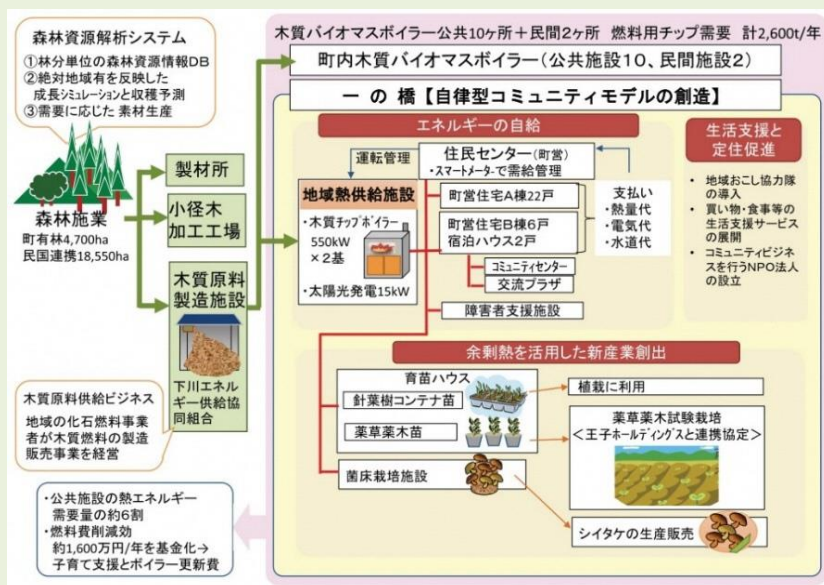 森林資源解析システム
①林分単位の森林資源情報DB
②絶対地域有を反映した
成長シミュレーションと収穫予測
③需要に応じた 素材生産
森林施業
町有林4,700ha
民国連携18,550ha
製材所
小径木
加工工場
木質原料
製造施設
下川エネル
ギー供給協
同組合
木質原料供給ビジネス
地域の化石燃料事業
者が木質燃料の製造
販売事業を経営
・公共施設の熱エネルギー
需要量の約6割
・燃料費削減効
約1,600万円/年を基金化→
子育て支援とボイラー更新費
木質バイオマスボイラー公共10ヶ所+民間2ヶ所 燃料用チップ需要 計2,600t/年
町内木質バイオマスボイラー(公共施設10、民間施設2)
一 の 橋【自律型コミュニティモデルの創造】
エネルギーの自給
運転管理
住民センター(町営)
・スマートメーターで需給管理
地域熱供給施設
・木質チップボイラー
550kW
×2基
・太陽光発電15kW
町営住宅A棟22戸
町営住宅B棟6戸
宿泊ハウス2戸
コミュニティセンター
交流プラザ
障害者支援施設
支払い
・熱量代
・電気代
・水道代
生活支援と
定住促進
• 地域おこし協力隊
の導入
• 買い物・食事等の
生活支援サービス
の展開
• コミュニティビジネ
スを行うNPO法人
の設立
余剰熱を活用した新産業創出
育苗ハウス
針葉樹コンテナ苗
薬草薬木苗
菌床栽培施設
植栽に利用
薬草薬木試験栽培
<王子ホールディングスと連携協定>
シイタケの生産販売